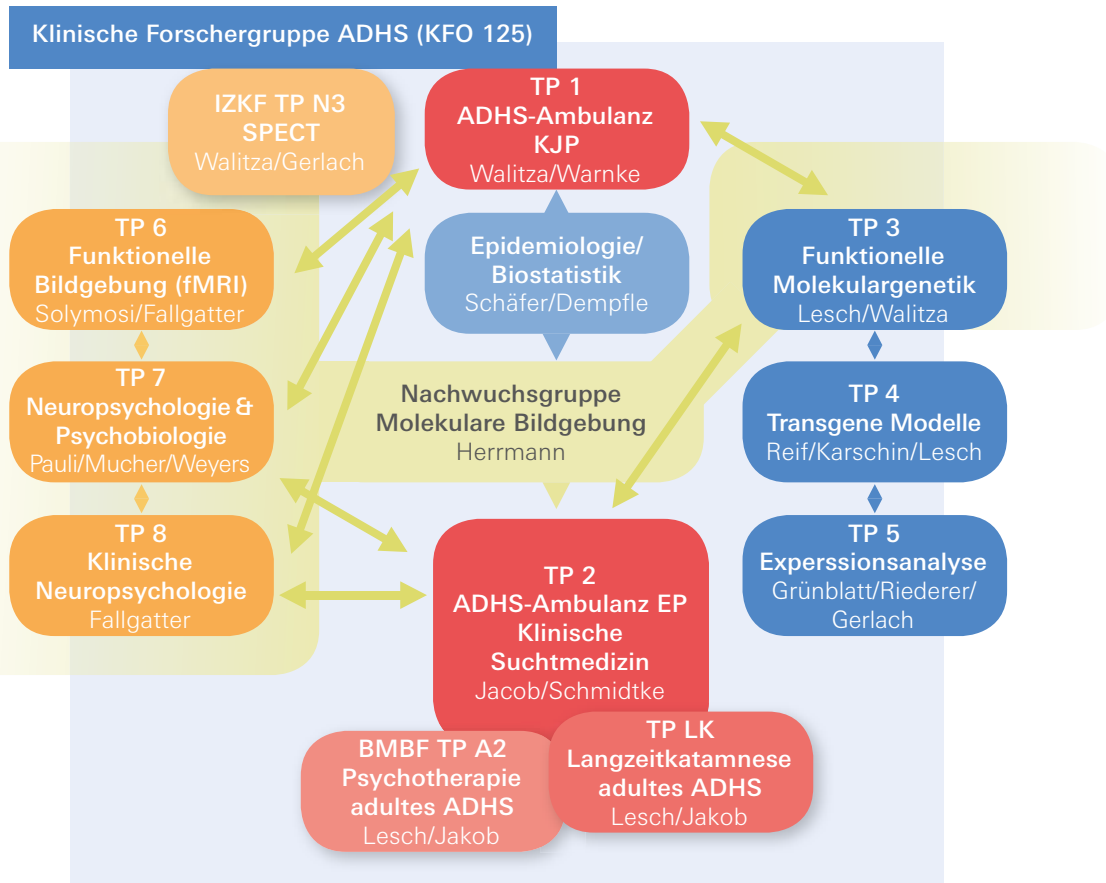 Klinische Forschergruppe ADHS (KFO 125)
IZKF TP N3
SPECT
Walitza/Gerlach
TP 1
ADHS-Ambulanz
KJP
Walitza/Warnke
TP 6
Funktionelle
Bildgebung (fMRI)
Solymosi/Fallgatter
Epidemiologie/
Biostatistik
Schäfer/Dempfle
TP 3
Funktionelle
Molekulargenetik
Lesch/Walitza
TP 7
Neuropsychologie &
Psychobiologie
Pauli/Mucher/Weyers
Nachwuchsgruppe
Molekulare Bildgebung
Herrmann
TP 4
Transgene Modelle
Reif/Karschin/Lesch
TP 8
Klinische
Neuropsychologie
Fallgatter
TP 2
ADHS-Ambulanz EP
Klinische
Suchtmedizin
Jacob/Schmidtke
TP 5
Experssionsanalyse
Grünblatt/Riederer/
Gerlach
BMBF TP A2
Psychotherapie
adultes ADHS
Lesch/Jakob
TP LK
Langzeitkatamnese
adultes ADHS
Lesch/Jakob